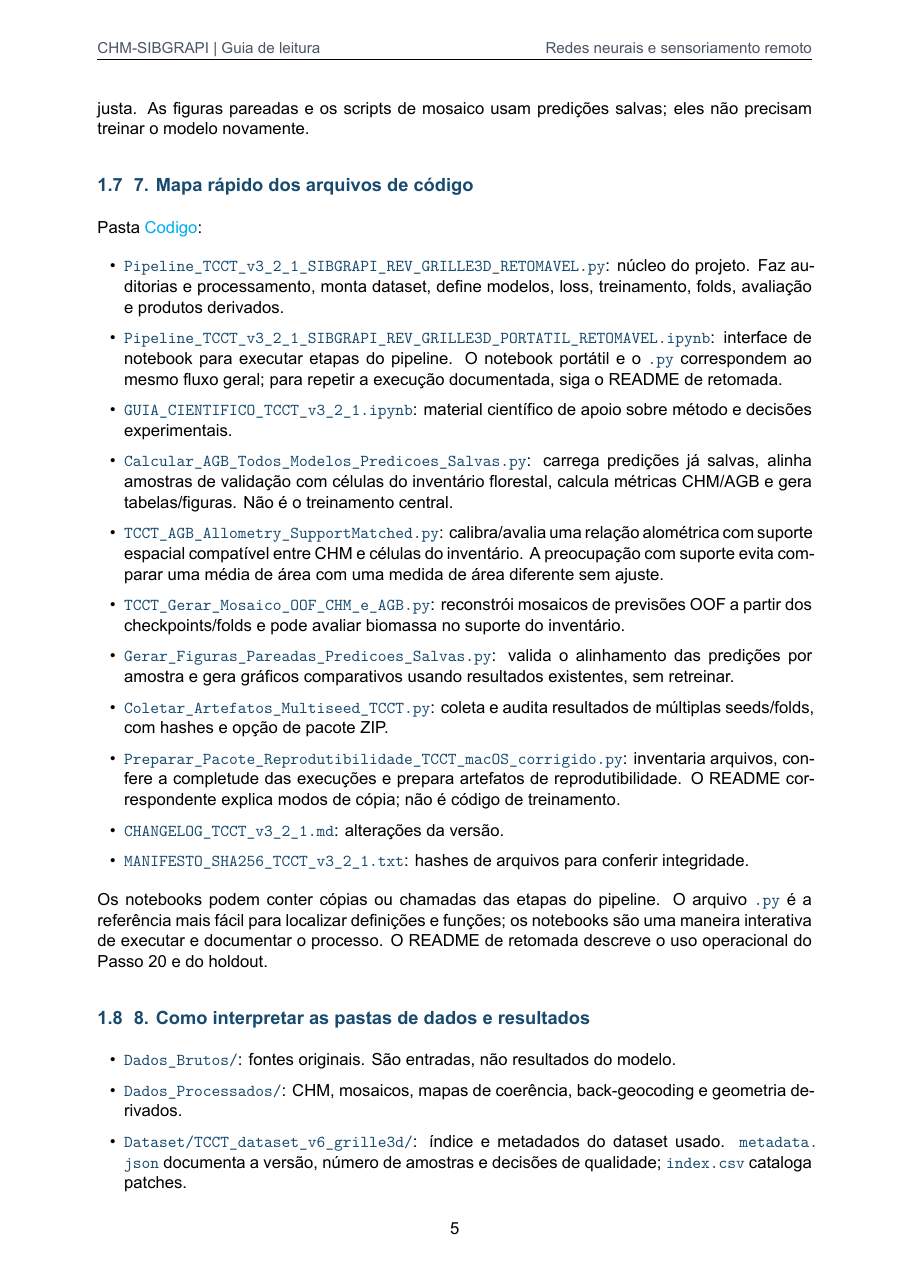 CHM-SIBGRAPI | Guia de leitura Redes neurais e sensoriamento remoto
justa. As figuras pareadas e os scripts de mosaico usam predições salvas; eles não precisam
treinar o modelo novamente.
1.7 7. Mapa rápido dos arquivos de código
Pasta Codigo:
• Pipeline_TCCT_v3_2_1_SIBGRAPI_REV_GRILLE3D_RETOMAVEL.py: núcleo do projeto. Faz au-
ditorias e processamento, monta dataset, define modelos, loss, treinamento, folds, avaliação
e produtos derivados.
• Pipeline_TCCT_v3_2_1_SIBGRAPI_REV_GRILLE3D_PORTATIL_RETOMAVEL.ipynb: interface de
notebook para executar etapas do pipeline. O notebook portátil e o .py correspondem ao
mesmo fluxo geral; para repetir a execução documentada, siga o README de retomada.
• GUIA_CIENTIFICO_TCCT_v3_2_1.ipynb: material científico de apoio sobre método e decisões
experimentais.
• Calcular_AGB_Todos_Modelos_Predicoes_Salvas.py: carrega predições já salvas, alinha
amostras de validação com células do inventário florestal, calcula métricas CHM/AGB e gera
tabelas/figuras. Não é o treinamento central.
• TCCT_AGB_Allometry_SupportMatched.py: calibra/avalia uma relação alométrica com suporte
espacial compatível entre CHM e células do inventário. A preocupação com suporte evita com-
parar uma média de área com uma medida de área diferente sem ajuste.
• TCCT_Gerar_Mosaico_OOF_CHM_e_AGB.py: reconstrói mosaicos de previsões OOF a partir dos
checkpoints/folds e pode avaliar biomassa no suporte do inventário.
• Gerar_Figuras_Pareadas_Predicoes_Salvas.py: valida o alinhamento das predições por
amostra e gera gráficos comparativos usando resultados existentes, sem retreinar.
• Coletar_Artefatos_Multiseed_TCCT.py: coleta e audita resultados de múltiplas seeds/folds,
com hashes e opção de pacote ZIP.
• Preparar_Pacote_Reprodutibilidade_TCCT_macOS_corrigido.py: inventaria arquivos, con-
fere a completude das execuções e prepara artefatos de reprodutibilidade. O README cor-
respondente explica modos de cópia; não é código de treinamento.
• CHANGELOG_TCCT_v3_2_1.md: alterações da versão.
• MANIFESTO_SHA256_TCCT_v3_2_1.txt: hashes de arquivos para conferir integridade.
Os notebooks podem conter cópias ou chamadas das etapas do pipeline. O arquivo .py é a
referência mais fácil para localizar definições e funções; os notebooks são uma maneira interativa
de executar e documentar o processo. O README de retomada descreve o uso operacional do
Passo 20 e do holdout.
1.8 8. Como interpretar as pastas de dados e resultados
• Dados_Brutos/: fontes originais. São entradas, não resultados do modelo.
• Dados_Processados/: CHM, mosaicos, mapas de coerência, back-geocoding e geometria de-
rivados.
• Dataset/TCCT_dataset_v6_grille3d/: índice e metadados do dataset usado. metadata.
json documenta a versão, número de amostras e decisões de qualidade; index.csv cataloga
patches.
5